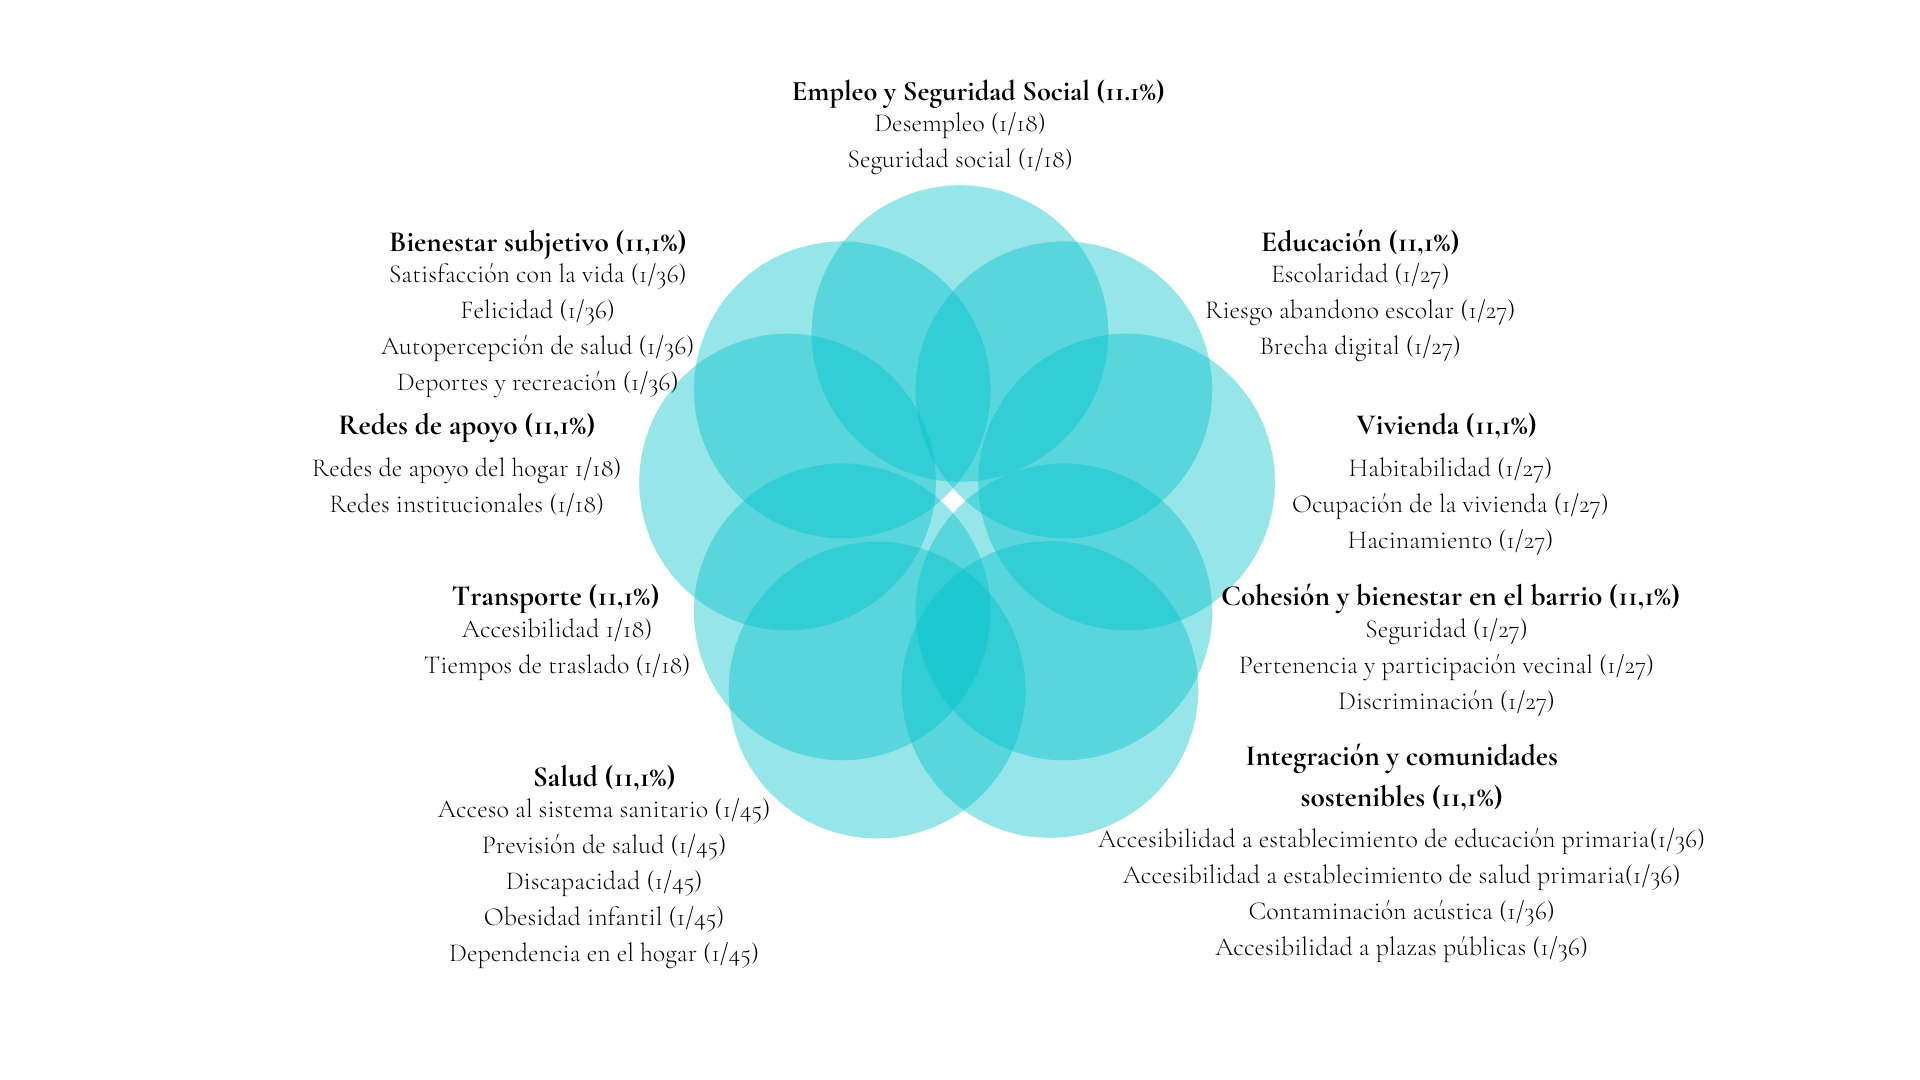 Empleo y Seguridad Social (11.1%)
Desempleo (1/18)
Seguridad social (1/18)
Bienestar subjetivo (11,1%)
Satisfacción con la vida (1/36)
Felicidad (1/36)
Autopercepción de salud (1/36)
Deportes y recreación (1/36)
Educación (11,1%)
Escolaridad (1/27)
Riesgo abandono escolar (1/27)
Brecha digital (1/27)
Redes de apoyo (11,1%)
Redes de apoyo del hogar 1/18)
Redes institucionales (1/18)
Vivienda (11,1%)
Habitabilidad (1/27)
Ocupación de la vivienda (1/27)
Hacinamiento (1/27)
Transporte (11,1%)
Accesibilidad 1/18)
Tiempos de traslado (1/18)
Cohesión y bienestar en el barrio (11,1%)
Seguridad (1/27)
Pertenencia y participación vecinal (1/27)
Discriminación (1/27)
Salud (11,1%)
Acceso al sistema sanitario (1/45)
Previsión de salud (1/45)
Discapacidad (1/45)
Obesidad infantil (1/45)
Dependencia en el hogar (1/45)
Integración y comunidades
sostenibles (11,1%)
Accesibilidad a establecimiento de educación primaria(1/36)
Accesibilidad a establecimiento de salud primaria(1/36)
Contaminación acústica (1/36)
Accesibilidad a plazas públicas (1/36)